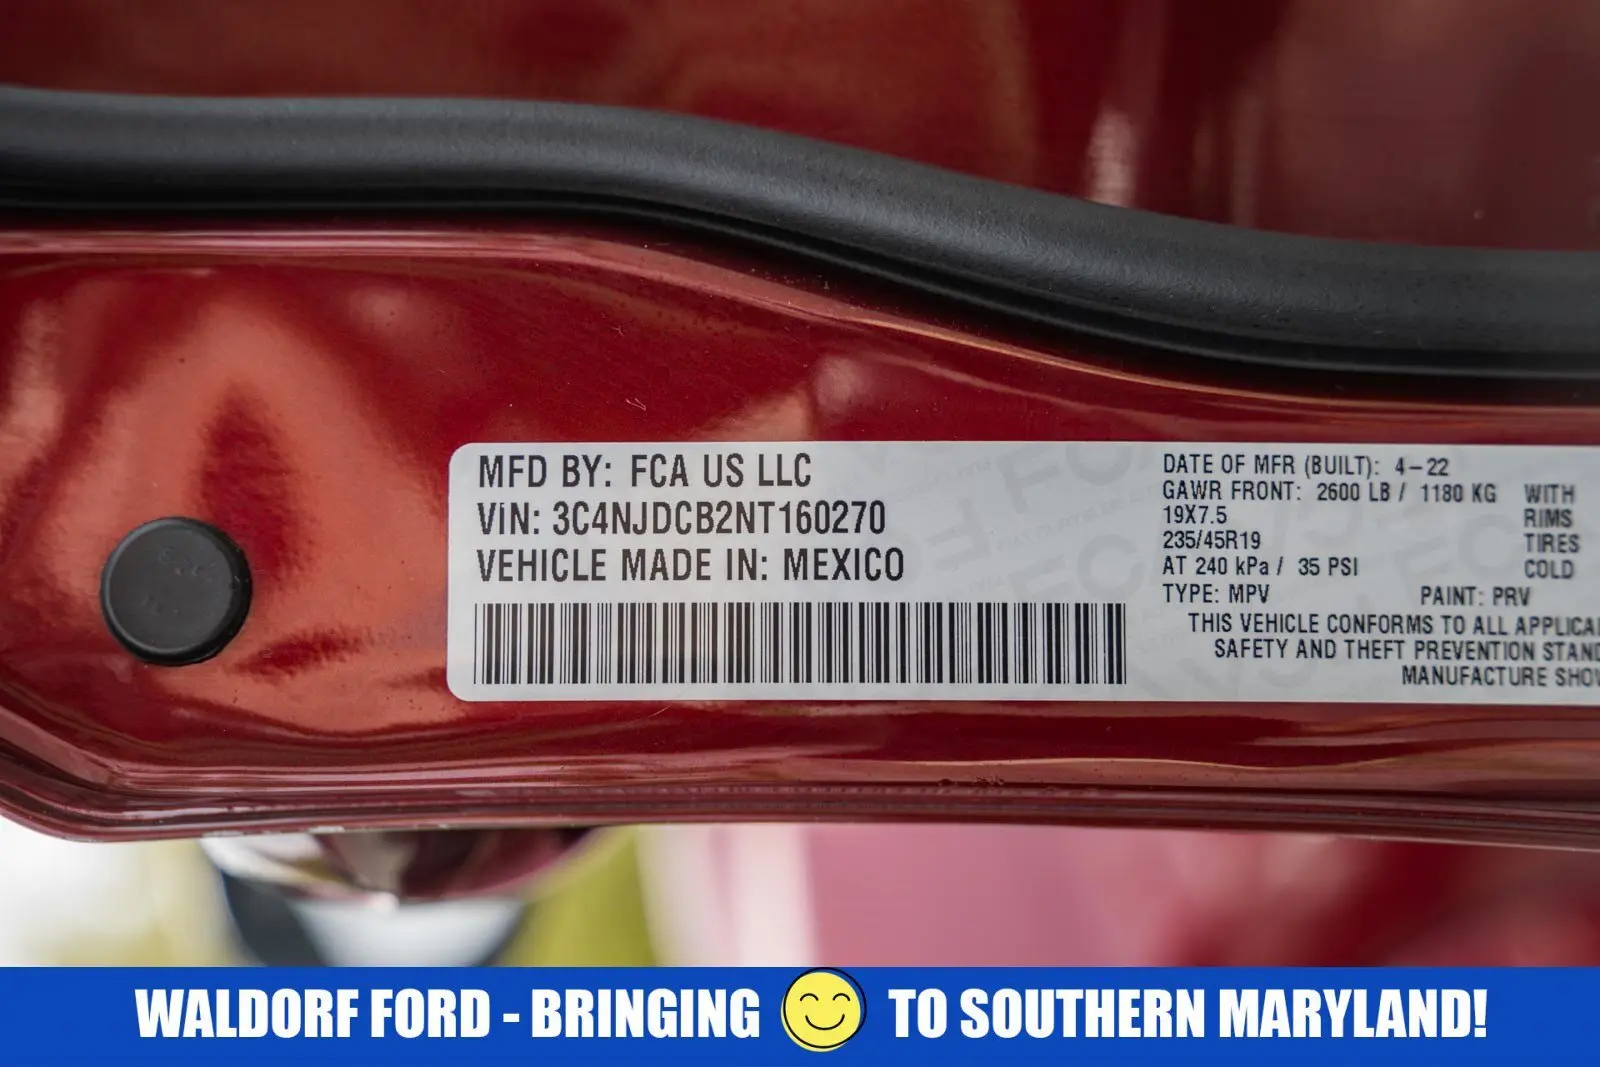 MFD BY: FCA US LLC
VIN: 3C4NJDCB2NT160270
VEHICLE MADE IN: MEXICO
DATE OF MFR (BUILT): 4-22
GAWR FRONT: 2600 LB / 1180 KG WITH
19X7.5 RIMS
235/45R19 TIRES
AT 240 kPa / 35 PSI COLD
TYPE: MPV PAINT: PRV
THIS VEHICLE CONFORMS TO ALL APPLICA
SAFETY AND THEFT PREVENTION STAND
MANUFACTURE SHOW
WALDORF FORD - BRINGING TO SOUTHERN MARYLAND!